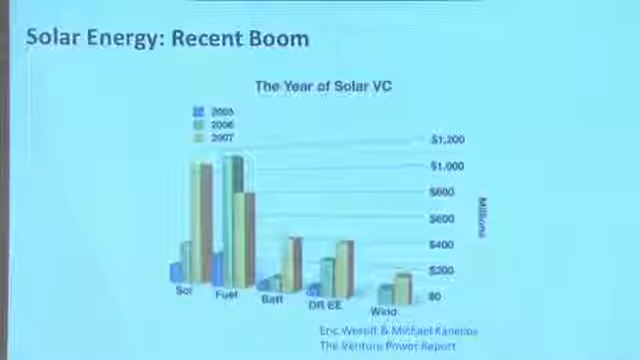 Solar Energy: Recent Boom
The Year of Solar VC
2005
2006
2007
$1,200
$1,000
$800
$600
$400
$200
$0
Millions
Sol
Fuel
Batt
DR EE
Wind
Eric Wesoff & Michael Kanellos
The Venture Power Report